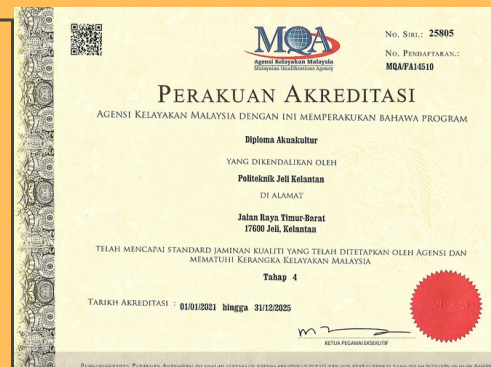 MQA
Agensi Kelayakan Malaysia
Malaysian Qualifications Agency
No. Siri.: 25805
No. Pendaftaran.:
MQA/FA14510
Perakuan Akreditasi
Agensi Kelayakan Malaysia dengan ini memperakukan bahawa program
Diploma Akuakultur
yang dikendalikan oleh
Politeknik Jeli Kelantan
di alamat
Jalan Raya Timur-Barat
17600 Jeli, Kelantan
telah mencapai standard jaminan kualiti yang telah ditetapkan oleh Agensi dan
mematuhi Kerangka Kelayakan Malaysia
Tahap 4
Tarikh Akreditasi : 01/01/2021 hingga 31/12/2025
KETUA PEGAWAI EKSEKUTIF